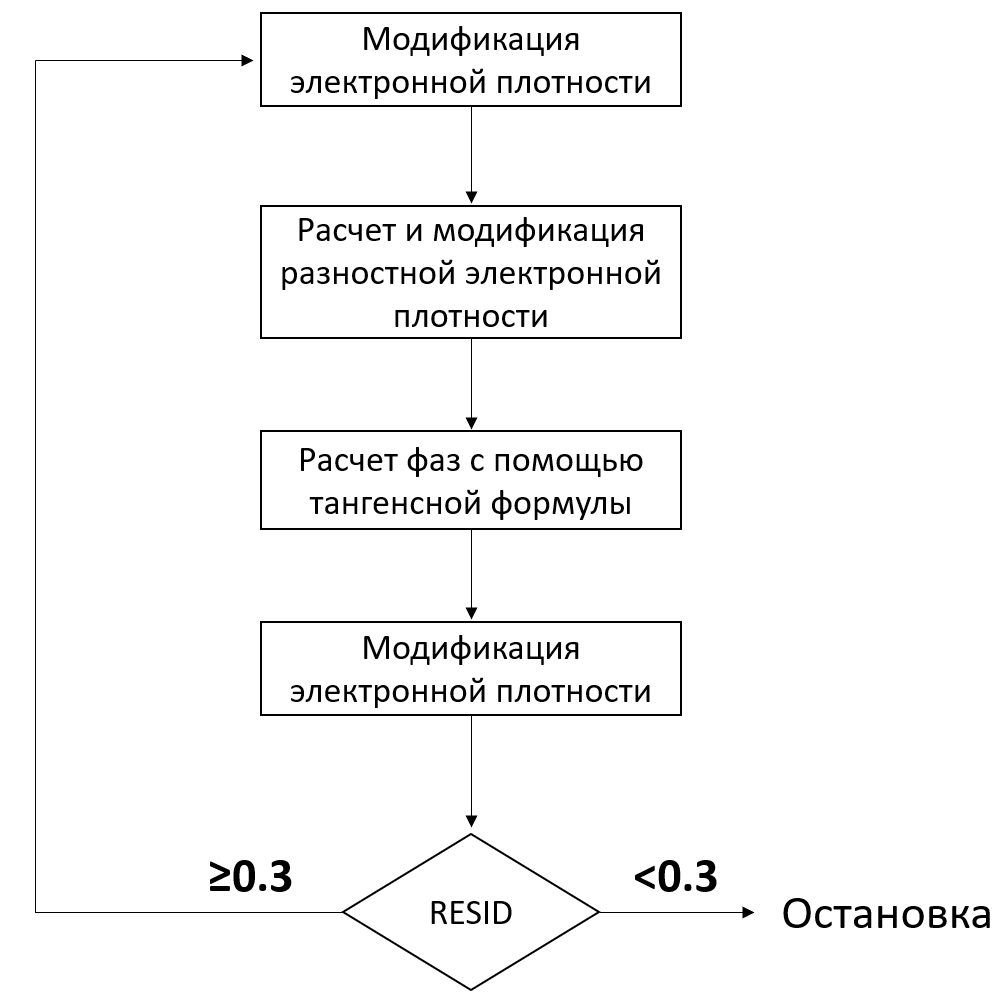 Модификация
электронной плотности
Расчет и модификация
разностной электронной
плотности
Расчет фаз с помощью
тангенсной формулы
Модификация
электронной плотности
≥0.3
<0.3
RESID
Остановка